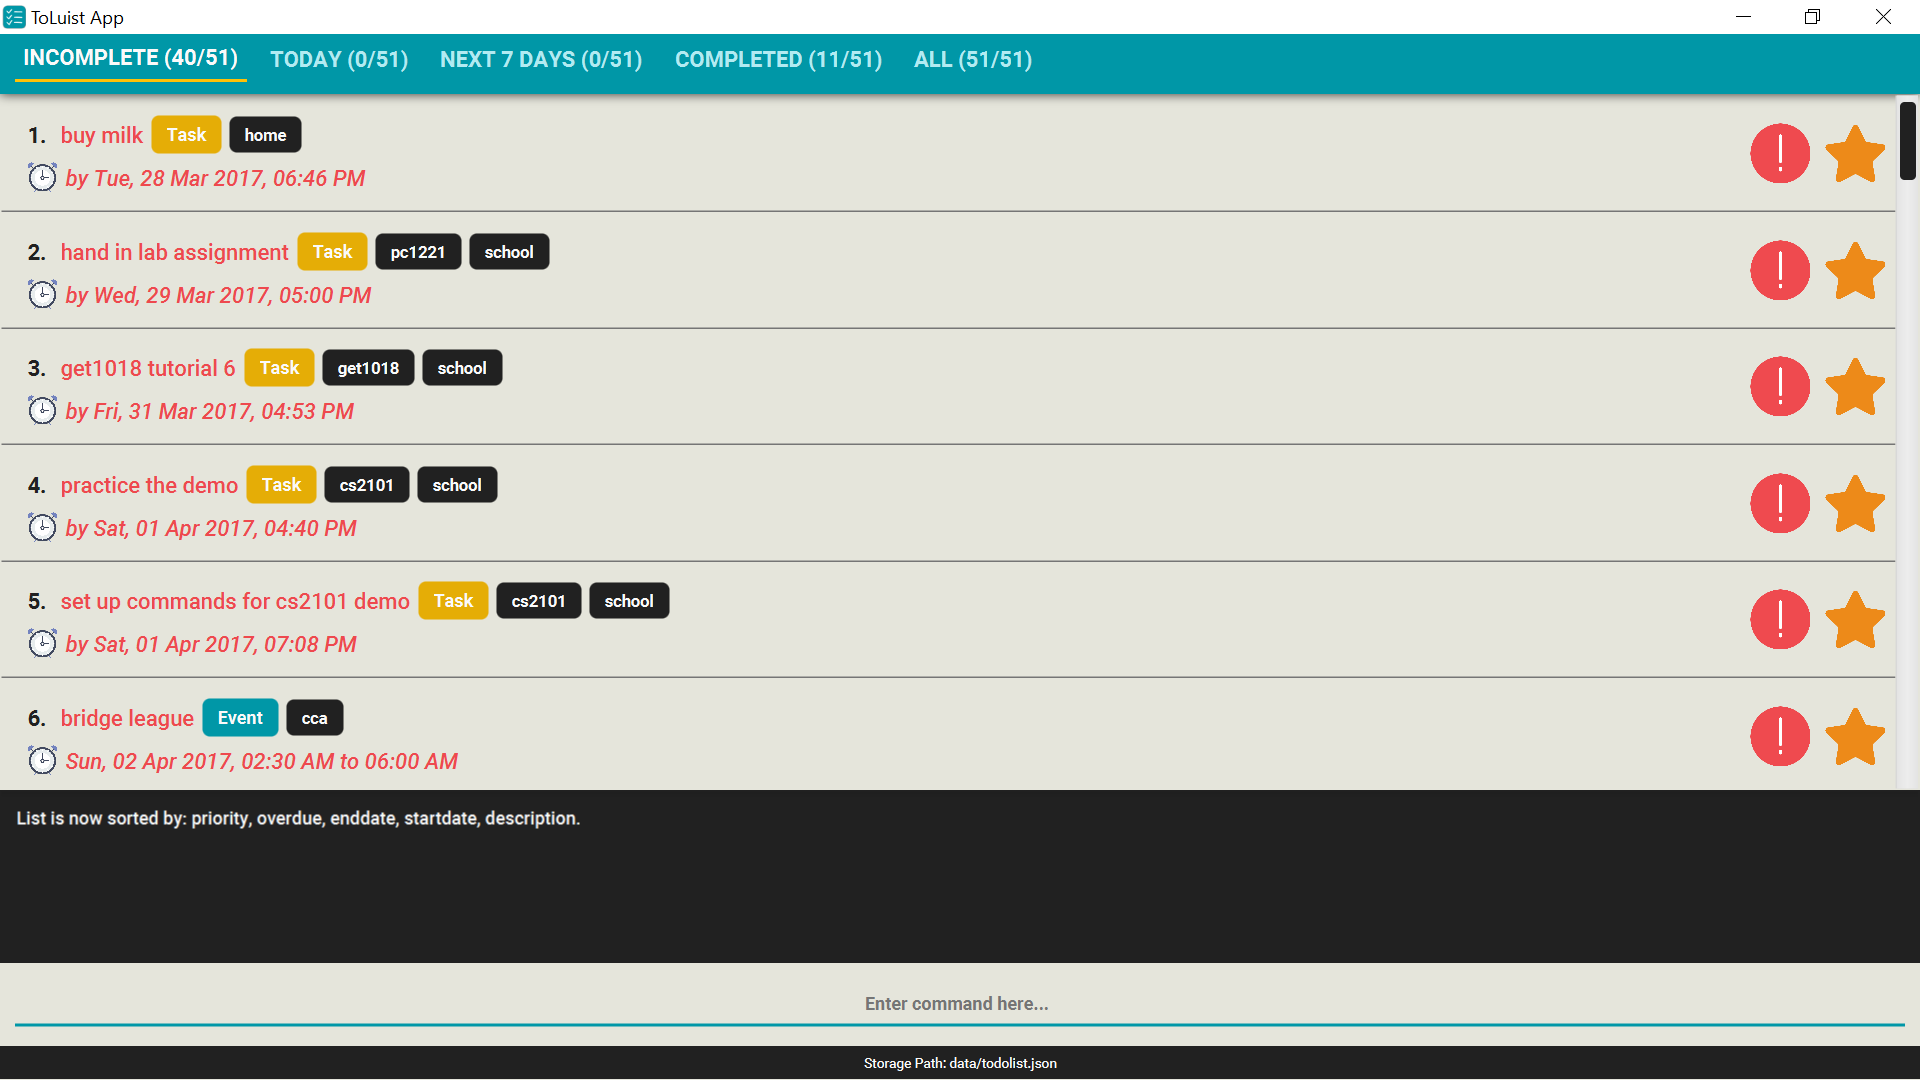 ToLuist App
INCOMPLETE (40/51) TODAY (0/51) NEXT 7 DAYS (0/51) COMPLETED (11/51) ALL (51/51)
1. buy milk Task home
by Tue, 28 Mar 2017, 06:46 PM
2. hand in lab assignment Task pc1221 school
by Wed, 29 Mar 2017, 05:00 PM
3. get1018 tutorial 6 Task get1018 school
by Fri, 31 Mar 2017, 04:53 PM
4. practice the demo Task cs2101 school
by Sat, 01 Apr 2017, 04:40 PM
5. set up commands for cs2101 demo Task cs2101 school
by Sat, 01 Apr 2017, 07:08 PM
6. bridge league Event cca
Sun, 02 Apr 2017, 02:30 AM to 06:00 AM
List is now sorted by: priority, overdue, enddate, startdate, description.
Enter command here...
Storage Path: data/todolist.json